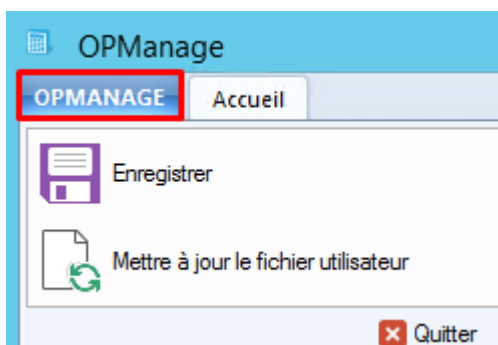 OPManage
OPMANAGE Accueil
Enregistrer
Mettre à jour le fichier utilisateur
Quitter